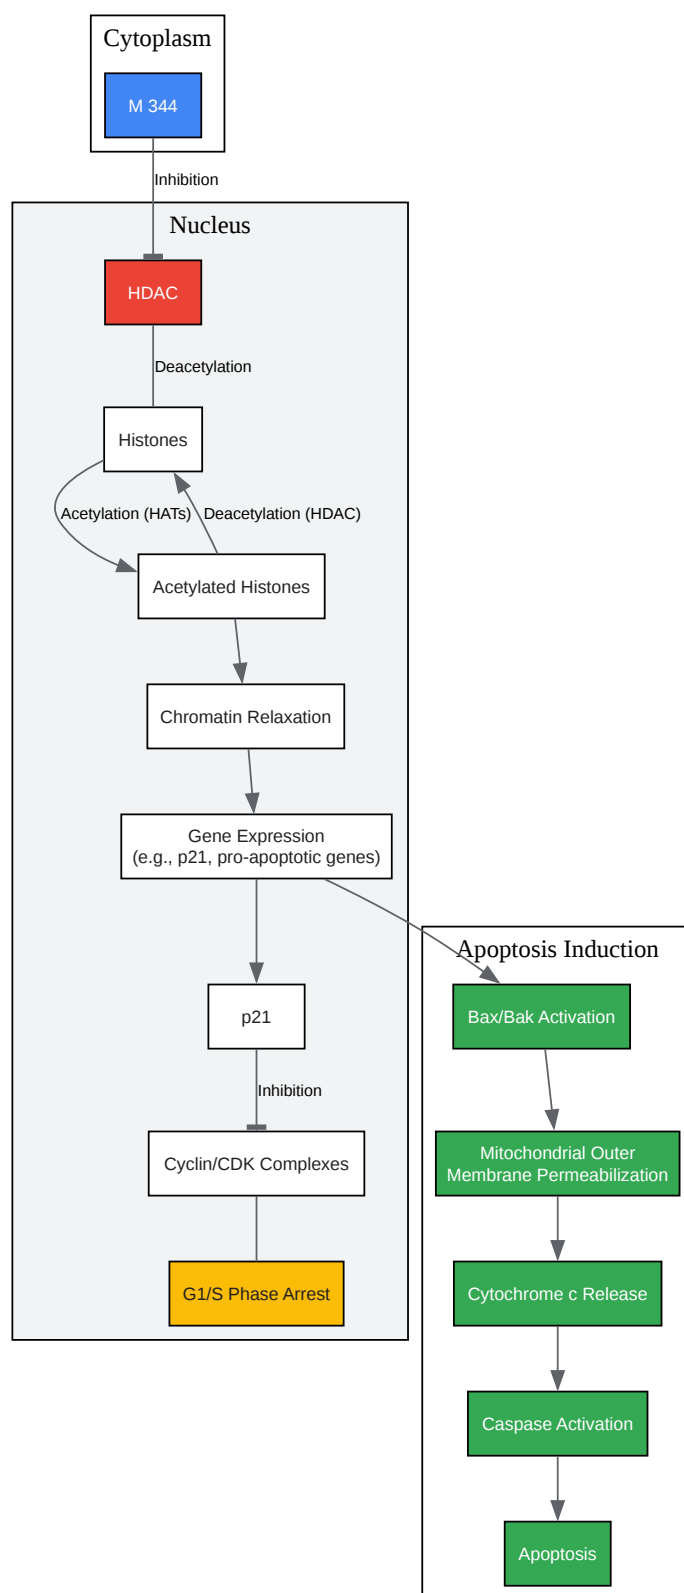 Cytoplasm
M 344
Inhibition
Nucleus
HDAC
Deacetylation
Histones
Acetylation (HATs)
Deacetylation (HDAC)
Acetylated Histones
Chromatin Relaxation
Gene Expression
(e.g., p21, pro-apoptotic genes)
Apoptosis Induction
p21
Bax/Bak Activation
Inhibition
Cyclin/CDK Complexes
Mitochondrial Outer
Membrane Permeabilization
G1/S Phase Arrest
Cytochrome c Release
Caspase Activation
Apoptosis